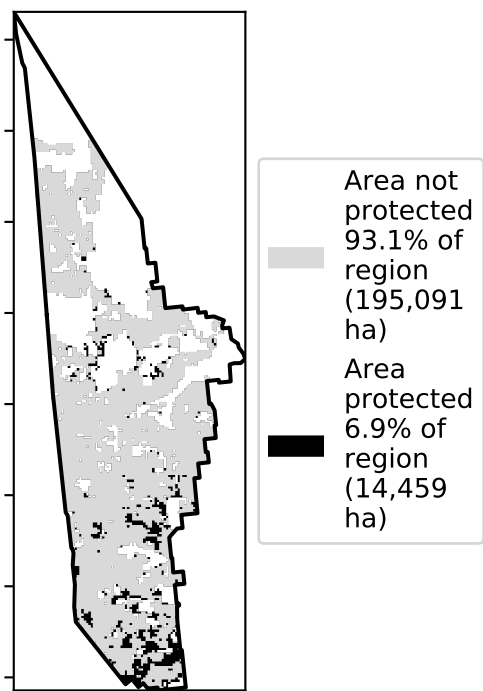 Area not
protected
93.1% of
region
(195,091
ha)
Area
protected
6.9% of
region
(14,459
ha)